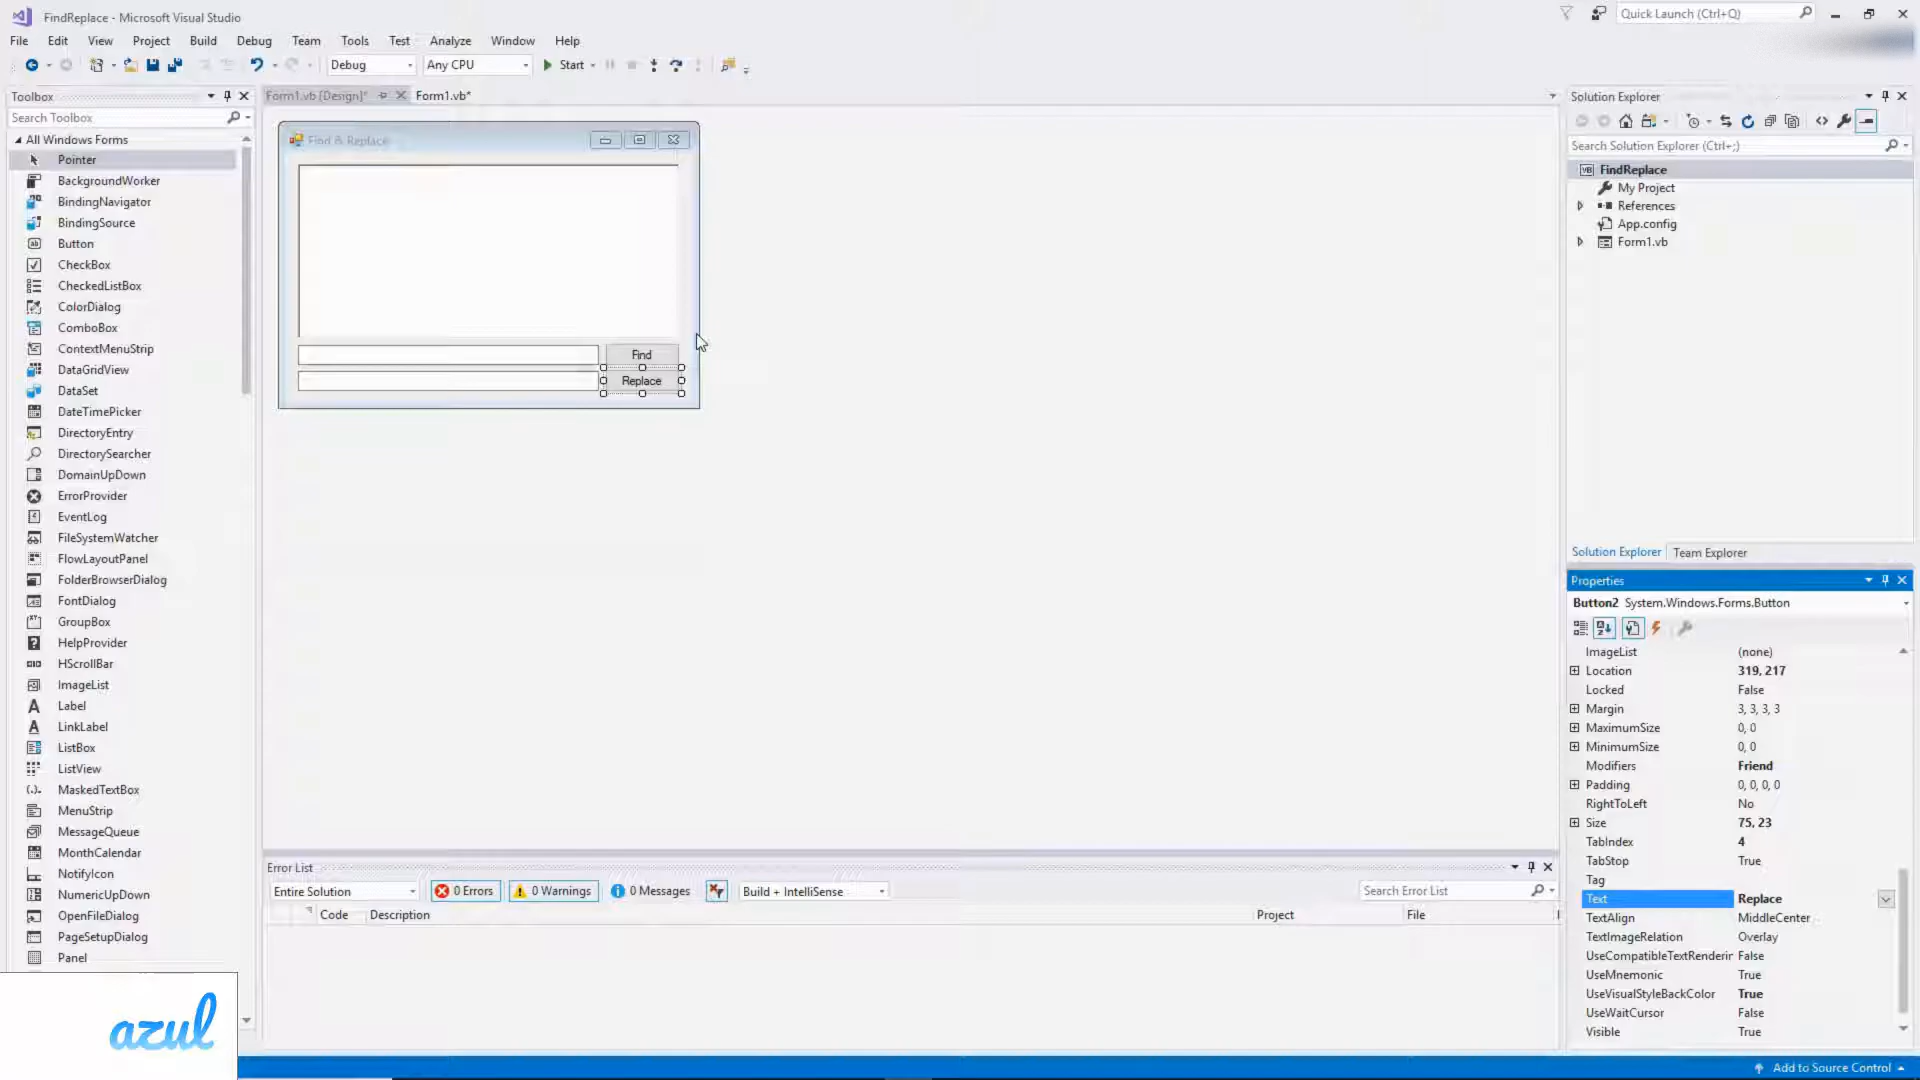 FindReplace - Microsoft Visual Studio
Quick Launch (Ctrl+Q)
File Edit View Project Build Debug Team Tools Test Analyze Window Help
Debug Any CPU Start
Toolbox
Form1.vb [Design]* Form1.vb*
Solution Explorer
Search Toolbox
Search Solution Explorer (Ctrl+;)
All Windows Forms
Pointer
BackgroundWorker
BindingNavigator
BindingSource
Button
CheckBox
CheckedListBox
ColorDialog
ComboBox
ContextMenuStrip
DataGridView
DataSet
DateTimePicker
DirectoryEntry
DirectorySearcher
DomainUpDown
ErrorProvider
EventLog
FileSystemWatcher
FlowLayoutPanel
FolderBrowserDialog
FontDialog
GroupBox
HelpProvider
HScrollBar
ImageList
Label
LinkLabel
ListBox
ListView
MaskedTextBox
MenuStrip
MessageQueue
MonthCalendar
NotifyIcon
NumericUpDown
OpenFileDialog
PageSetupDialog
Panel
azul
Find & Replace
Find
Replace
FindReplace
My Project
References
App.config
Form1.vb
Solution Explorer Team Explorer
Properties
Button2 System.Windows.Forms.Button
ImageList (none)
Location 319, 217
Locked False
Margin 3, 3, 3, 3
MaximumSize 0, 0
MinimumSize 0, 0
Modifiers Friend
Padding 0, 0, 0, 0
RightToLeft No
Size 75, 23
TabIndex 4
TabStop True
Tag
Text Replace
TextAlign MiddleCenter
TextImageRelation Overlay
UseCompatibleTextRenderin False
UseMnemonic True
UseVisualStyleBackColor True
UseWaitCursor False
Visible True
Error List
Entire Solution 0 Errors 0 Warnings 0 Messages Build + IntelliSense Search Error List
Code Description Project File
Add to Source Control